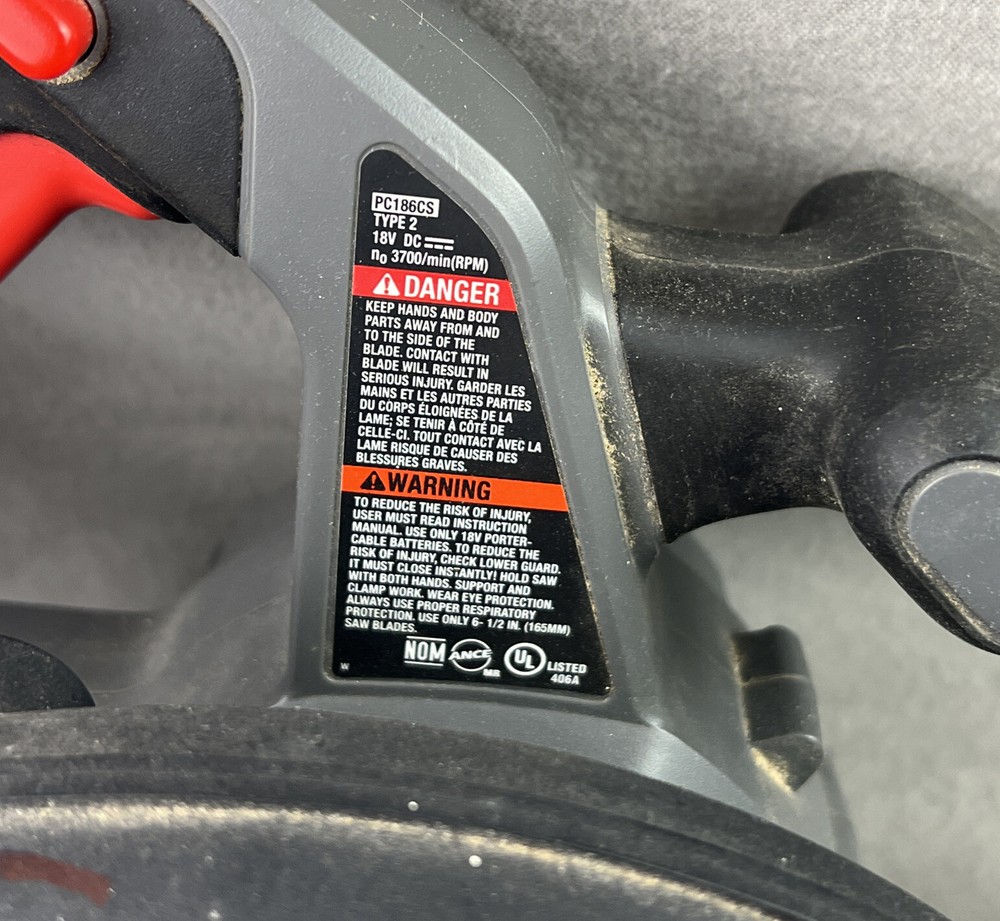 PC186CS
TYPE 2
18V DC
n₀ 3700/min(RPM)
DANGER
KEEP HANDS AND BODY
PARTS AWAY FROM AND
TO THE SIDE OF THE
BLADE. CONTACT WITH
BLADE WILL RESULT IN
SERIOUS INJURY. GARDER LES
MAINS ET LES AUTRES PARTIES
DU CORPS ÉLOIGNÉES DE LA
LAME; SE TENIR À CÔTÉ DE
CELLE-CI. TOUT CONTACT AVEC LA
LAME RISQUE DE CAUSER DES
BLESSURES GRAVES.
WARNING
TO REDUCE THE RISK OF INJURY,
USER MUST READ INSTRUCTION
MANUAL. USE ONLY 18V PORTER-
CABLE BATTERIES. TO REDUCE THE
RISK OF INJURY, CHECK LOWER GUARD.
IT MUST CLOSE INSTANTLY! HOLD SAW
WITH BOTH HANDS. SUPPORT AND
CLAMP WORK. WEAR EYE PROTECTION.
ALWAYS USE PROPER RESPIRATORY
PROTECTION. USE ONLY 6- 1/2 IN. (165MM)
SAW BLADES.
W NOM ANCE MR UL LISTED
406A